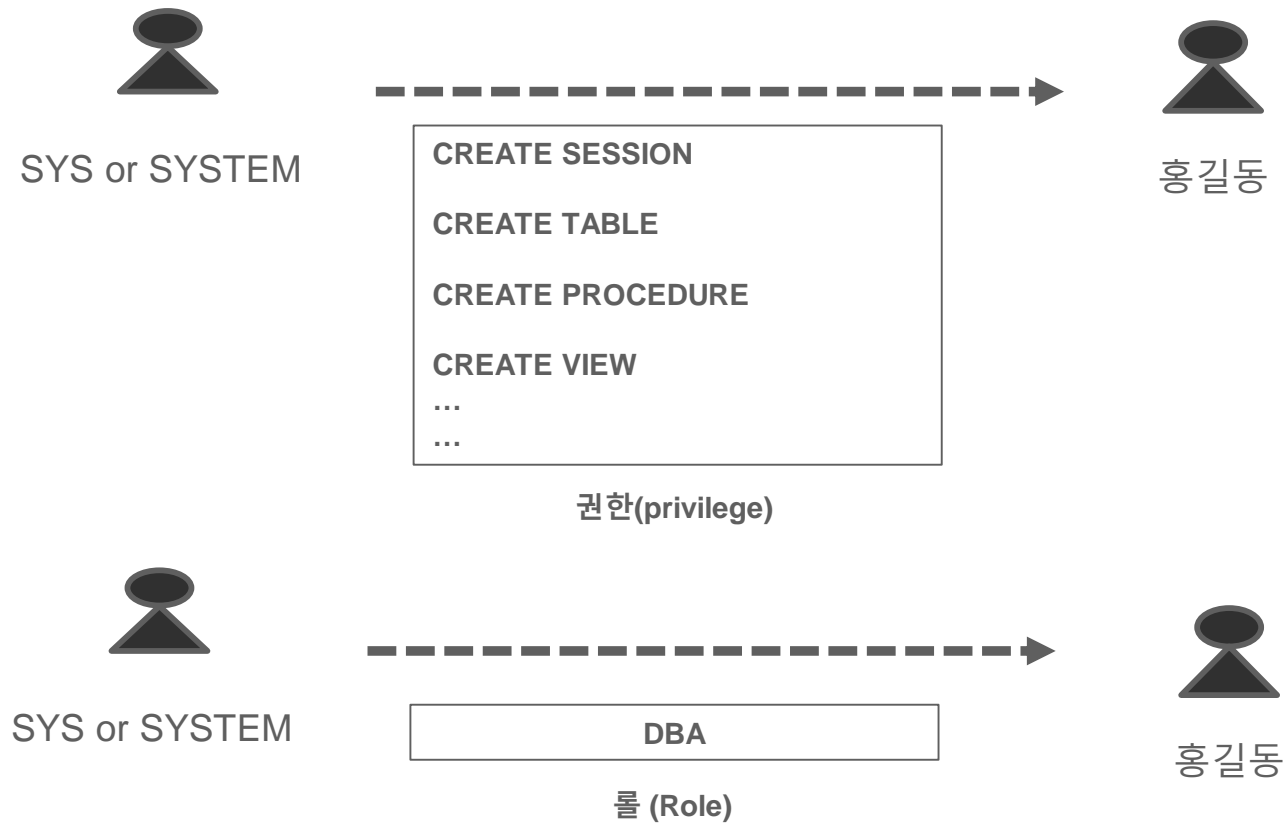 SYS or SYSTEM
홍길동
CREATE SESSION
CREATE TABLE
CREATE PROCEDURE
CREATE VIEW
…
…
권한(privilege)
SYS or SYSTEM
홍길동
DBA
롤 (Role)